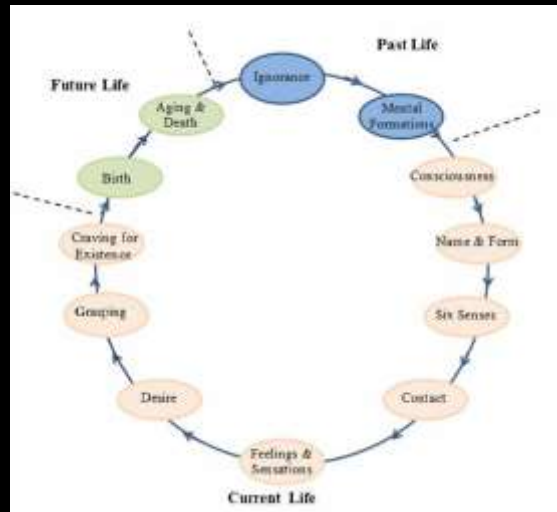 Past Life
Future Life
Ignorance
Mental
Formations
Consciousness
Name & Form
Six Senses
Contact
Feelings &
Sensations
Current Life
Desire
Grasping
Craving for
Existence
Birth
Aging &
Death